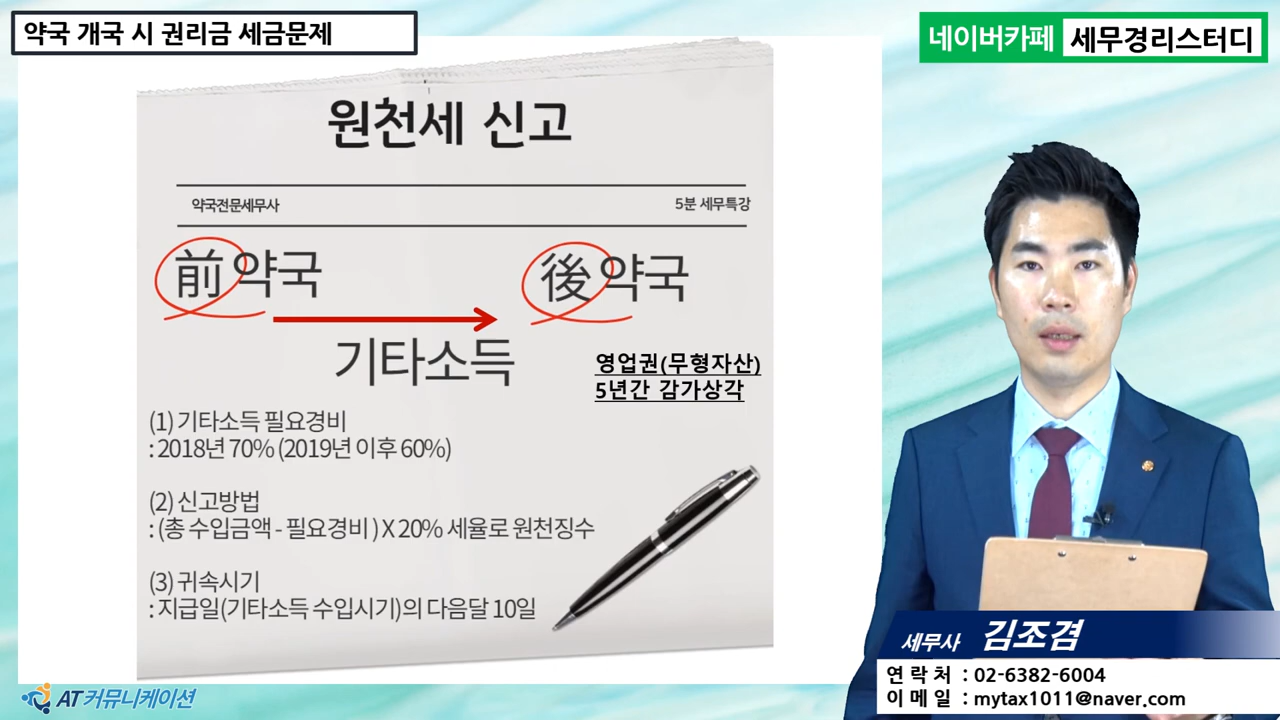 약국 개국 시 권리금 세금문제
네이버카페 세무경리스터디
원천세 신고
약국전문세무사
5분 세무특강
前약국
後약국
기타소득
영업권(무형자산)
5년간 감가상각
(1) 기타소득 필요경비
: 2018년 70% (2019년 이후 60%)
(2) 신고방법
: (총 수입금액 - 필요경비 ) X 20% 세율로 원천징수
(3) 귀속시기
: 지급일(기타소득 수입시기)의 다음달 10일
세무사 김조겸
연 락 처 : 02-6382-6004
이 메 일 : mytax1011@naver.com
AT커뮤니케이션